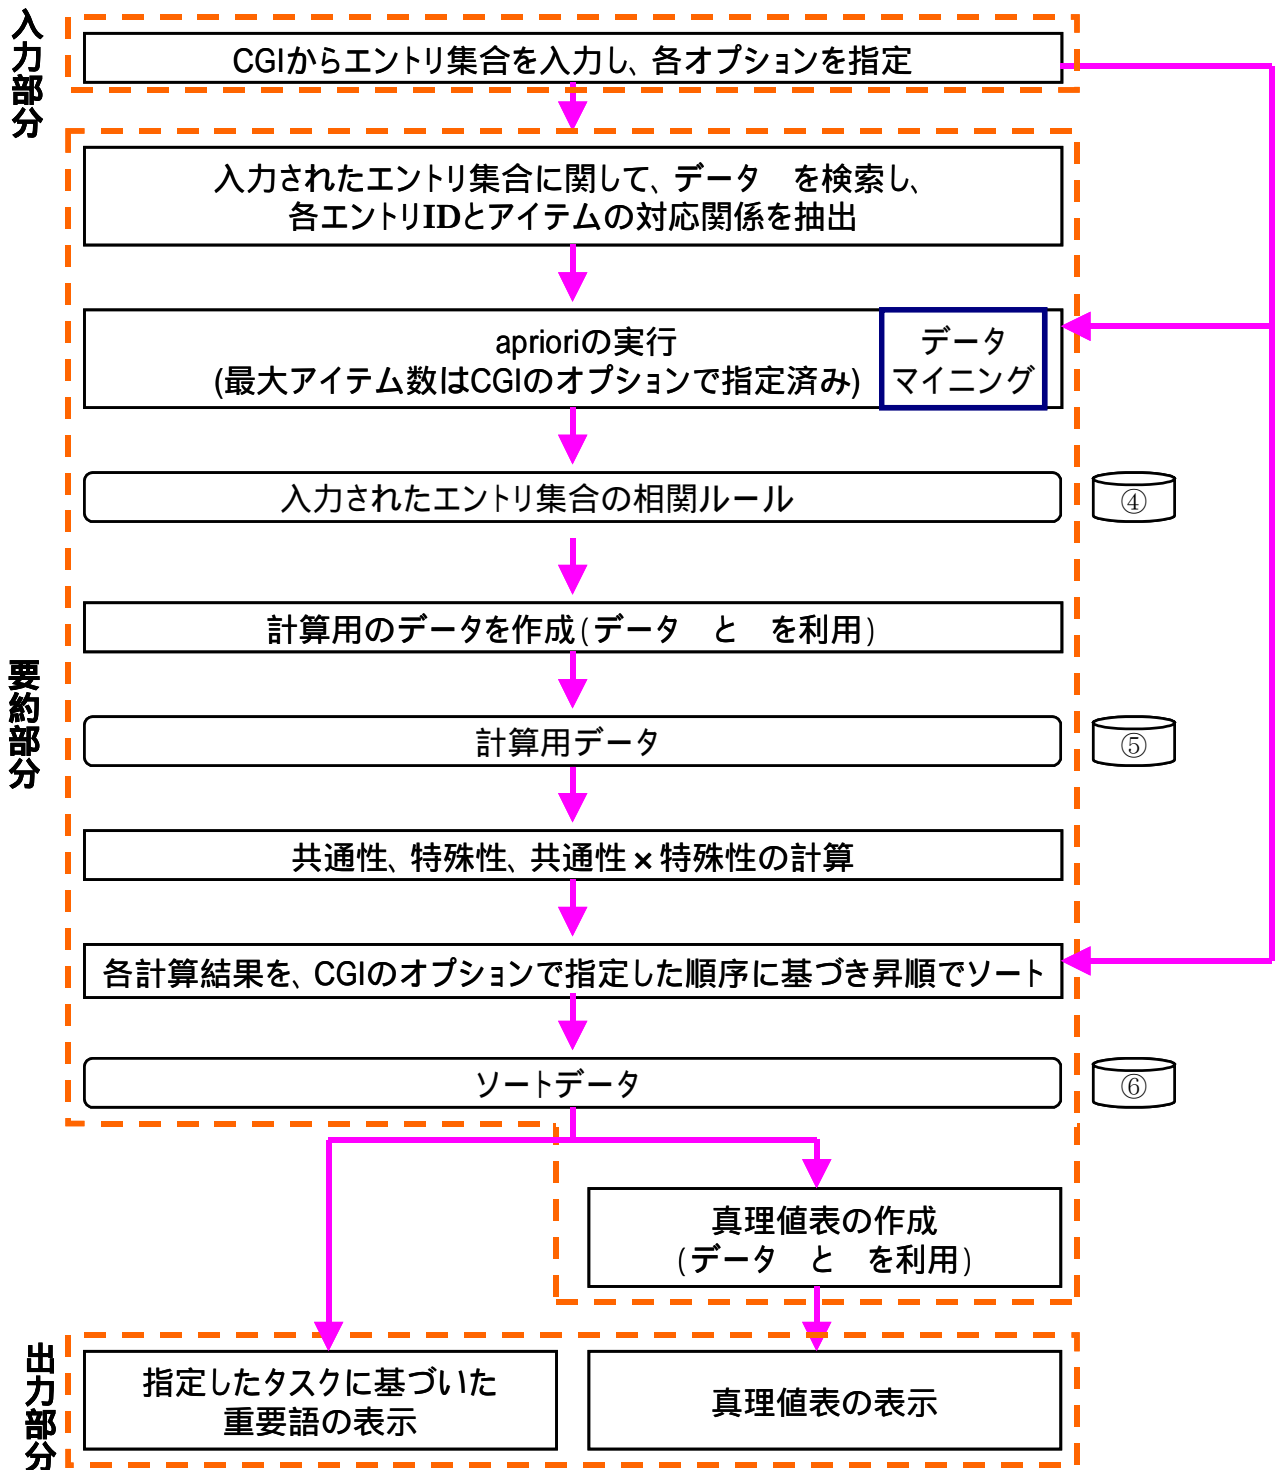 入力部分
CGIからエントリ集合を入力し、各オプションを指定
入力されたエントリ集合に関して、データ　を検索し、
各エントリIDとアイテムの対応関係を抽出
aprioriの実行
(最大アイテム数はCGIのオプションで指定済み)
データ
マイニング
入力されたエントリ集合の相関ルール
④
要約部分
計算用のデータを作成(データ　と　を利用)
計算用データ
⑤
共通性、特殊性、共通性×特殊性の計算
各計算結果を、CGIのオプションで指定した順序に基づき昇順でソート
ソートデータ
⑥
真理値表の作成
(データ　と　を利用)
出力部分
指定したタスクに基づいた
重要語の表示
真理値表の表示